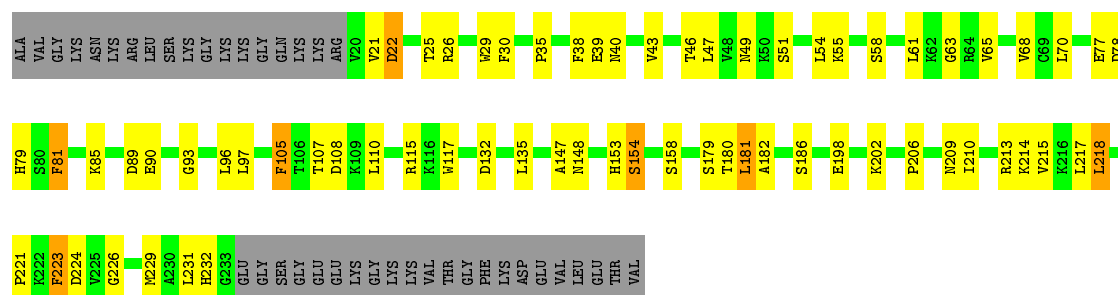 ALA VAL GLY LYS ASN LYS ARG LEU SER LYS GLY LYS LYS GLY GLN LYS LYS ARG V20 V21 D22 T25 R26 W29 F30 P35 F38 E39 N40 V43 T46 L47 V48 N49 K50 S51 L54 K55 S58 L61 K62 G63 R64 V65 V68 C69 L70 E77 D78
H79 S80 F81 K85 D89 E90 G93 L96 L97 F105 T106 T107 D108 K109 L110 R115 K116 W117 D132 L135 A147 N148 H153 S154 S158 S179 T180 L181 A182 S186 E198 K202 P206 N209 I210 R213 K214 V215 K216 L217 L218
P221 K222 F223 D224 V225 G226 M229 A230 L231 H232 G233 GLU GLY SER GLY GLU GLU LYS GLY LYS LYS VAL THR GLY PHE LYS ASP GLU VAL LEU GLU THR VAL